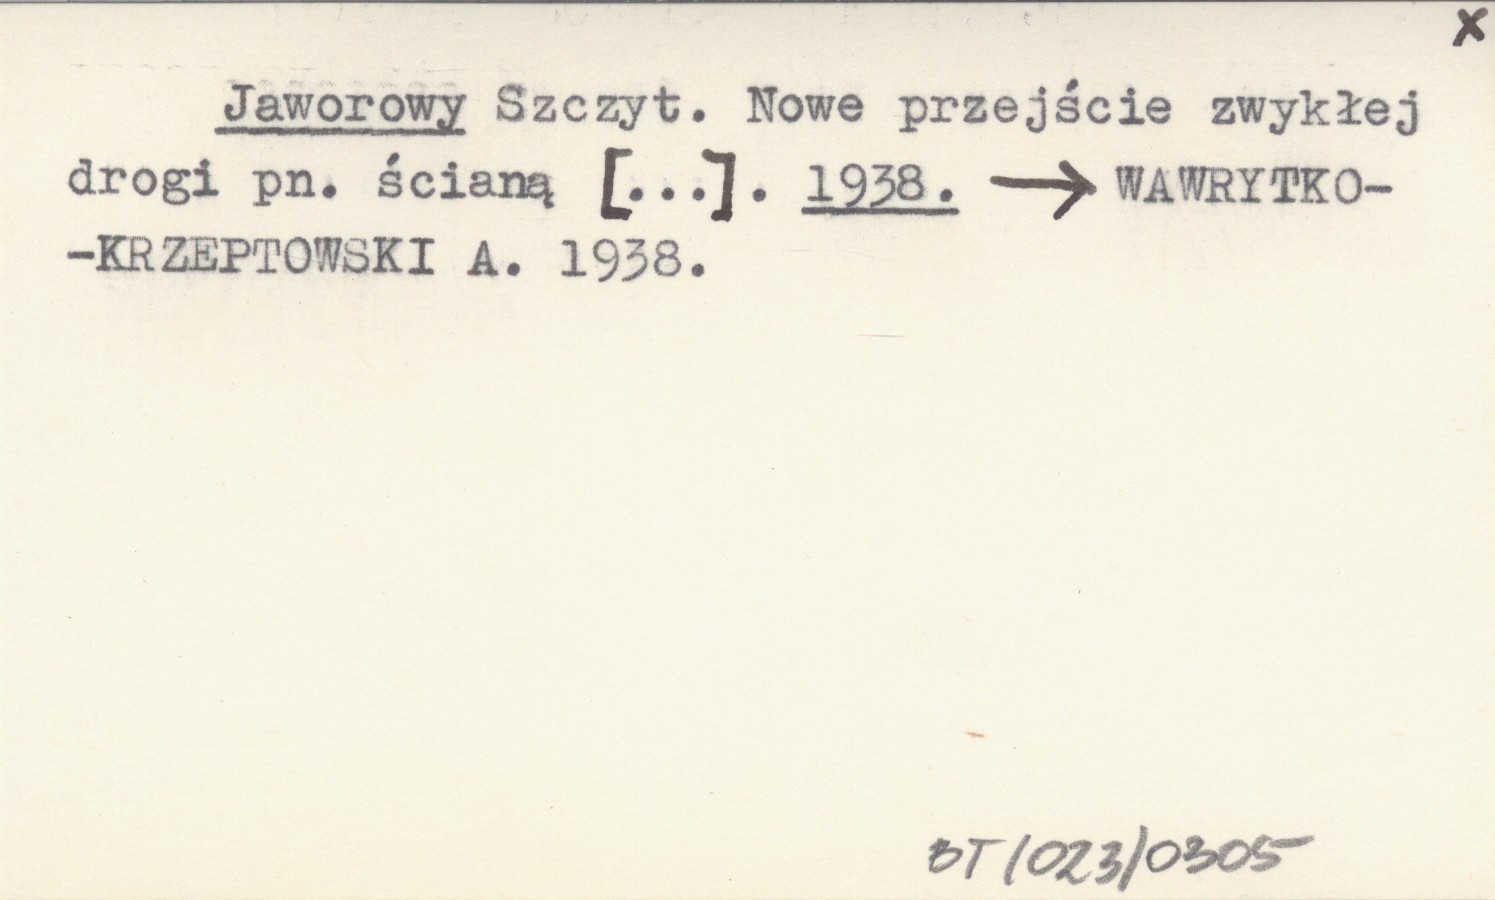 x
Jaworowy Szczyt. Nowe przejście zwykłej
drogi pn. ścianą [...]. 1938. → WAWRYTKO-
-KRZEPTOWSKI A. 1938.
BT/023/0305